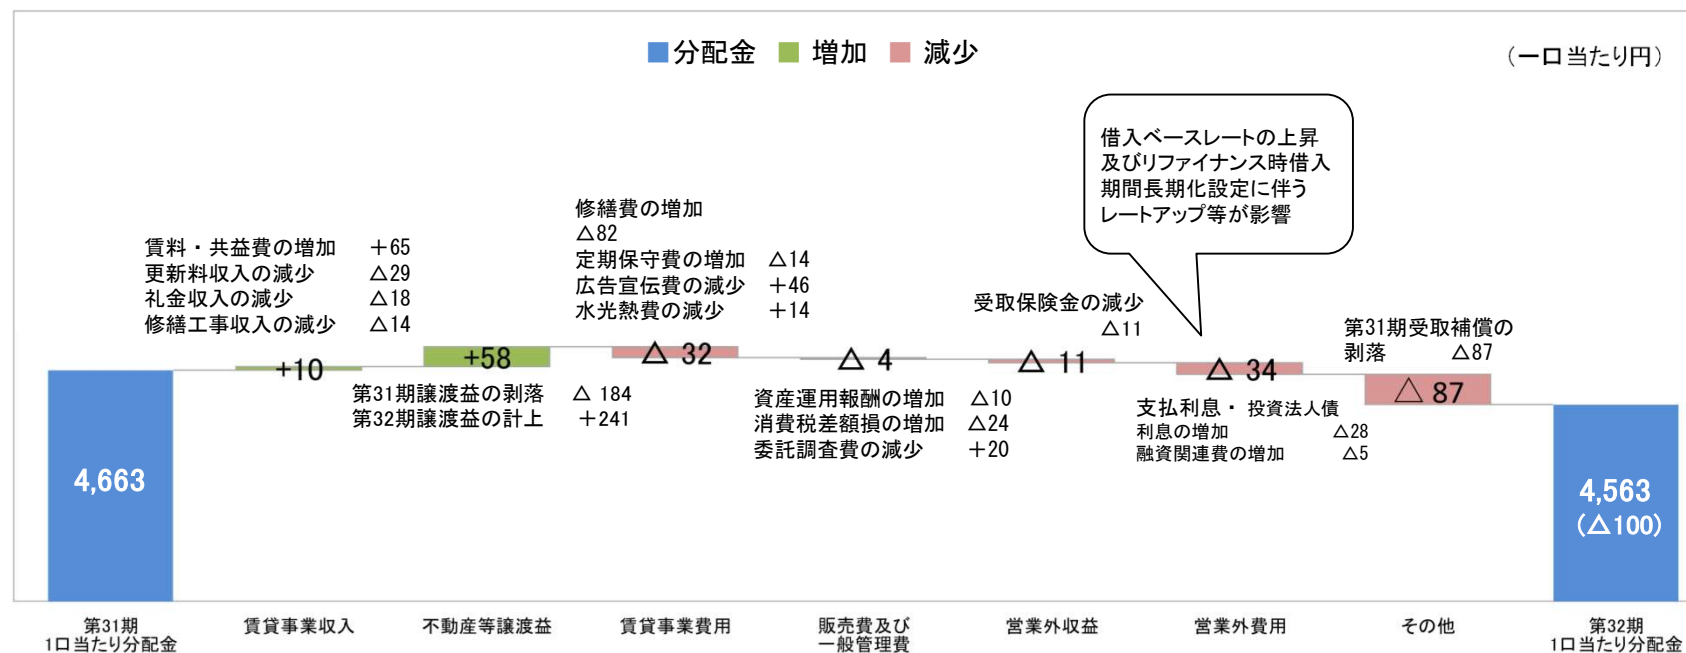 分配金 増加 減少
（一口当たり円）
借入ベースレートの上昇
及びリファイナンス時借入
期間長期化設定に伴う
レートアップ等が影響
賃料・共益費の増加 ＋65
更新料収入の減少 △29
礼金収入の減少 △18
修繕工事収入の減少 △14
修繕費の増加
△82
定期保守費の増加 △14
広告宣伝費の減少 ＋46
水光熱費の減少 ＋14
受取保険金の減少
△11
第31期受取補償の
剥落 △87
+10
+58
△ 32
△ 4
△ 11
△ 34
△ 87
第31期譲渡益の剥落 △ 184
第32期譲渡益の計上 ＋241
資産運用報酬の増加 △10
消費税差額損の増加 △24
委託調査費の減少 ＋20
支払利息・ 投資法人債
利息の増加 △28
融資関連費の増加 △5
4,663
4,563
(△100)
第31期
1口当たり分配金
賃貸事業収入
不動産等譲渡益
賃貸事業費用
販売費及び
一般管理費
営業外収益
営業外費用
その他
第32期
1口当たり分配金